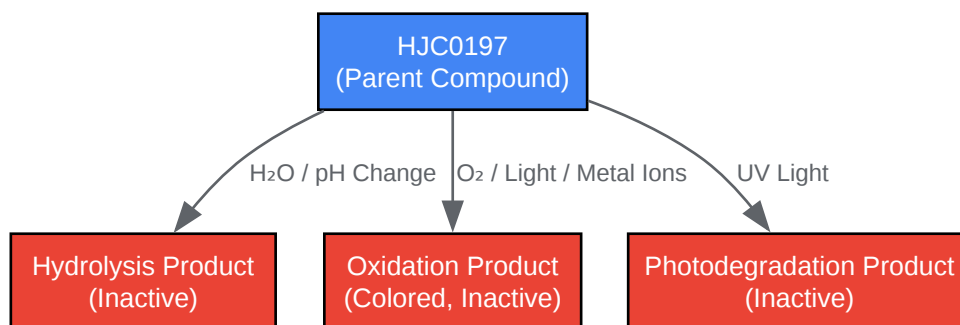 HJC0197
(Parent Compound)
H₂O / pH Change
O₂ / Light / Metal Ions
UV Light
Hydrolysis Product
(Inactive)
Oxidation Product
(Colored, Inactive)
Photodegradation Product
(Inactive)